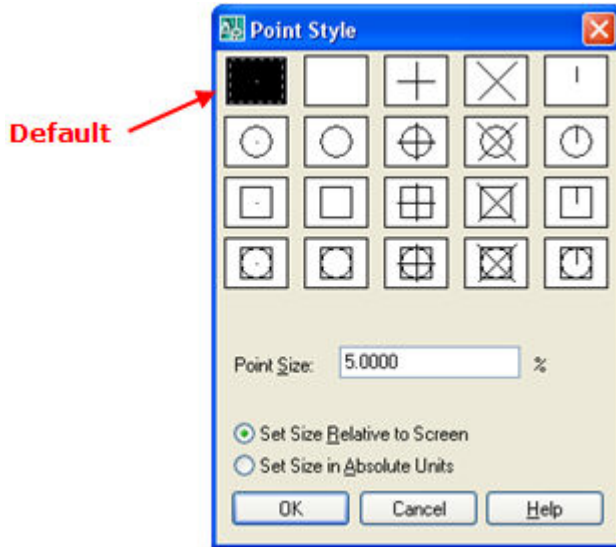 Point Style
Default
Point Size: 5.0000 %
Set Size Relative to Screen
Set Size in Absolute Units
OK Cancel Help